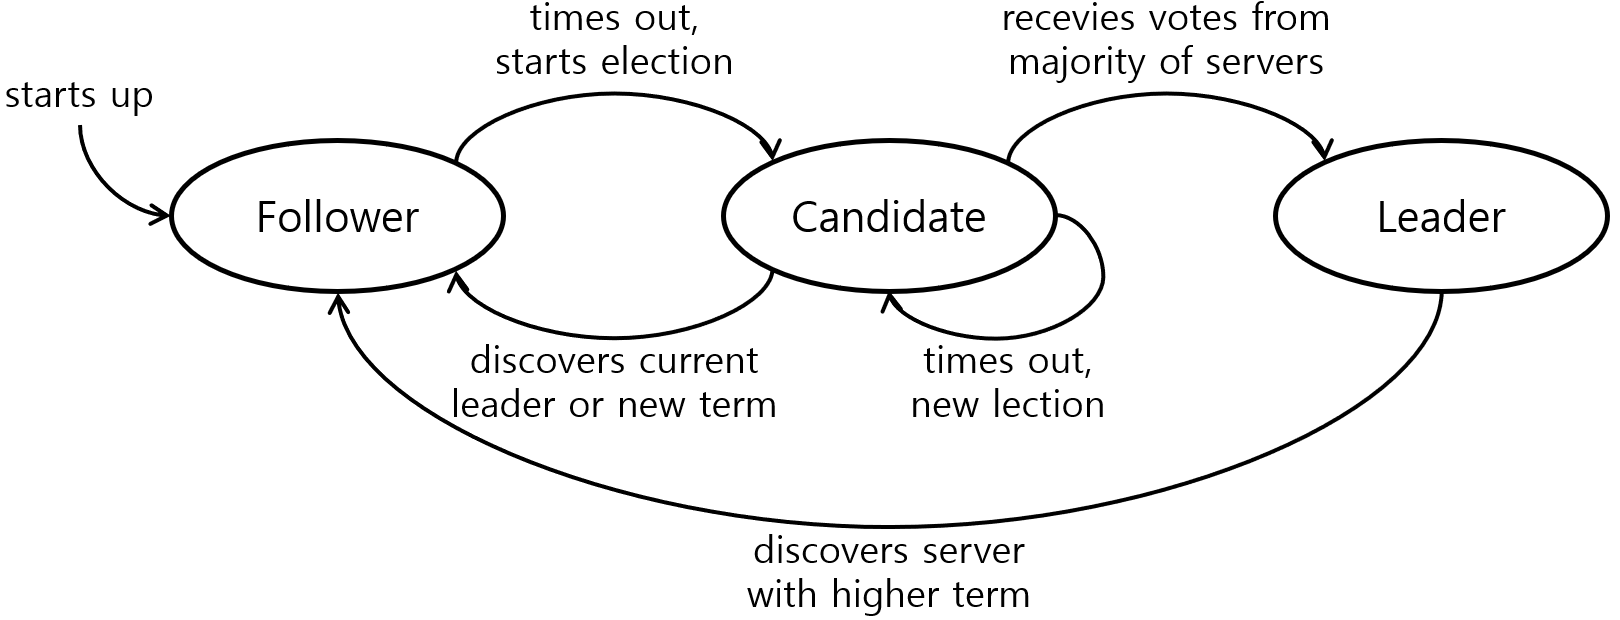 times out,
starts election
recevies votes from
majority of servers
starts up
Follower
Candidate
Leader
discovers current
leader or new term
times out,
new lection
discovers server
with higher term